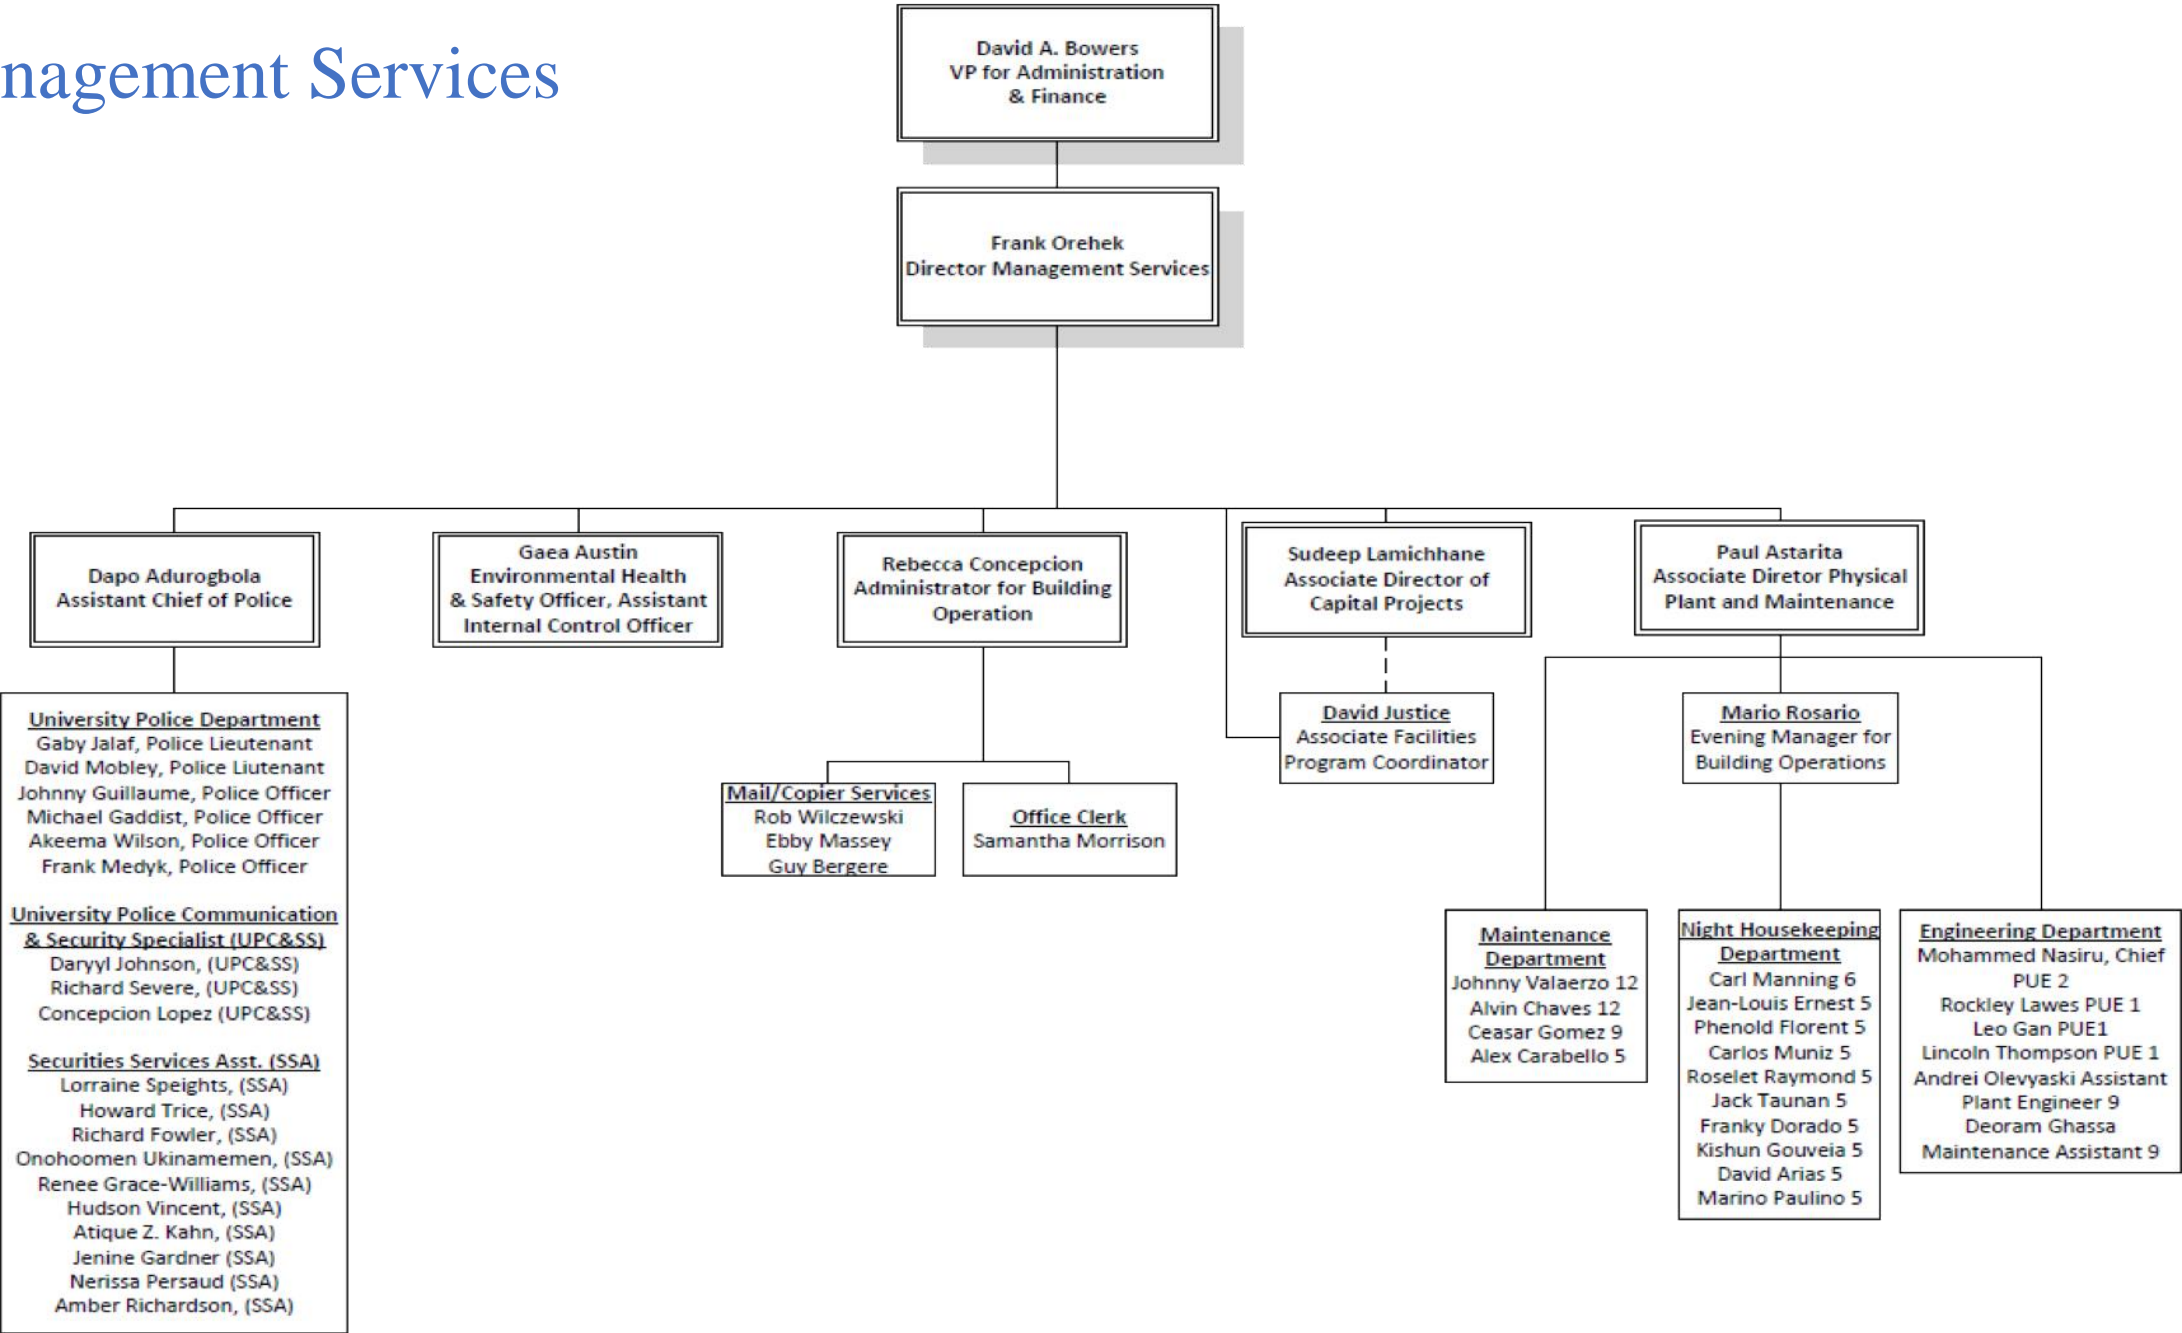 nagement Services
David A. Bowers
VP for Administration
& Finance
Frank Orehek
Director Management Services
Dapo Adurogbola
Assistant Chief of Police
Gaea Austin
Environmental Health
& Safety Officer, Assistant
Internal Control Officer
Rebecca Concepcion
Administrator for Building
Operation
Sudeep Lamichhane
Associate Director of
Capital Projects
Paul Astarita
Associate Diretor Physical
Plant and Maintenance
University Police Department
Gaby Jalaf, Police Lieutenant
David Mobley, Police Liutenant
Johnny Guillaume, Police Officer
Michael Gaddist, Police Officer
Akeema Wilson, Police Officer
Frank Medyk, Police Officer
University Police Communication
& Security Specialist (UPC&SS)
Daryyl Johnson, (UPC&SS)
Richard Severe, (UPC&SS)
Concepcion Lopez (UPC&SS)
Securities Services Asst. (SSA)
Lorraine Speights, (SSA)
Howard Trice, (SSA)
Richard Fowler, (SSA)
Onohoomen Ukinamemen, (SSA)
Renee Grace-Williams, (SSA)
Hudson Vincent, (SSA)
Atique Z. Kahn, (SSA)
Jenine Gardner (SSA)
Nerissa Persaud (SSA)
Amber Richardson, (SSA)
Mail/Copier Services
Rob Wilczewski
Ebby Massey
Guy Bergere
Office Clerk
Samantha Morrison
David Justice
Associate Facilities
Program Coordinator
Mario Rosario
Evening Manager for
Building Operations
Maintenance
Department
Johnny Valaerzo 12
Alvin Chaves 12
Ceasar Gomez 9
Alex Carabello 5
Night Housekeeping
Department
Carl Manning 6
Jean-Louis Ernest 5
Phenold Florent 5
Carlos Muniz 5
Roselet Raymond 5
Jack Taunan 5
Franky Dorado 5
Kishun Gouveia 5
David Arias 5
Marino Paulino 5
Engineering Department
Mohammed Nasiru, Chief
PUE 2
Rockley Lawes PUE 1
Leo Gan PUE1
Lincoln Thompson PUE 1
Andrei Olevyaski Assistant
Plant Engineer 9
Deoram Ghassa
Maintenance Assistant 9